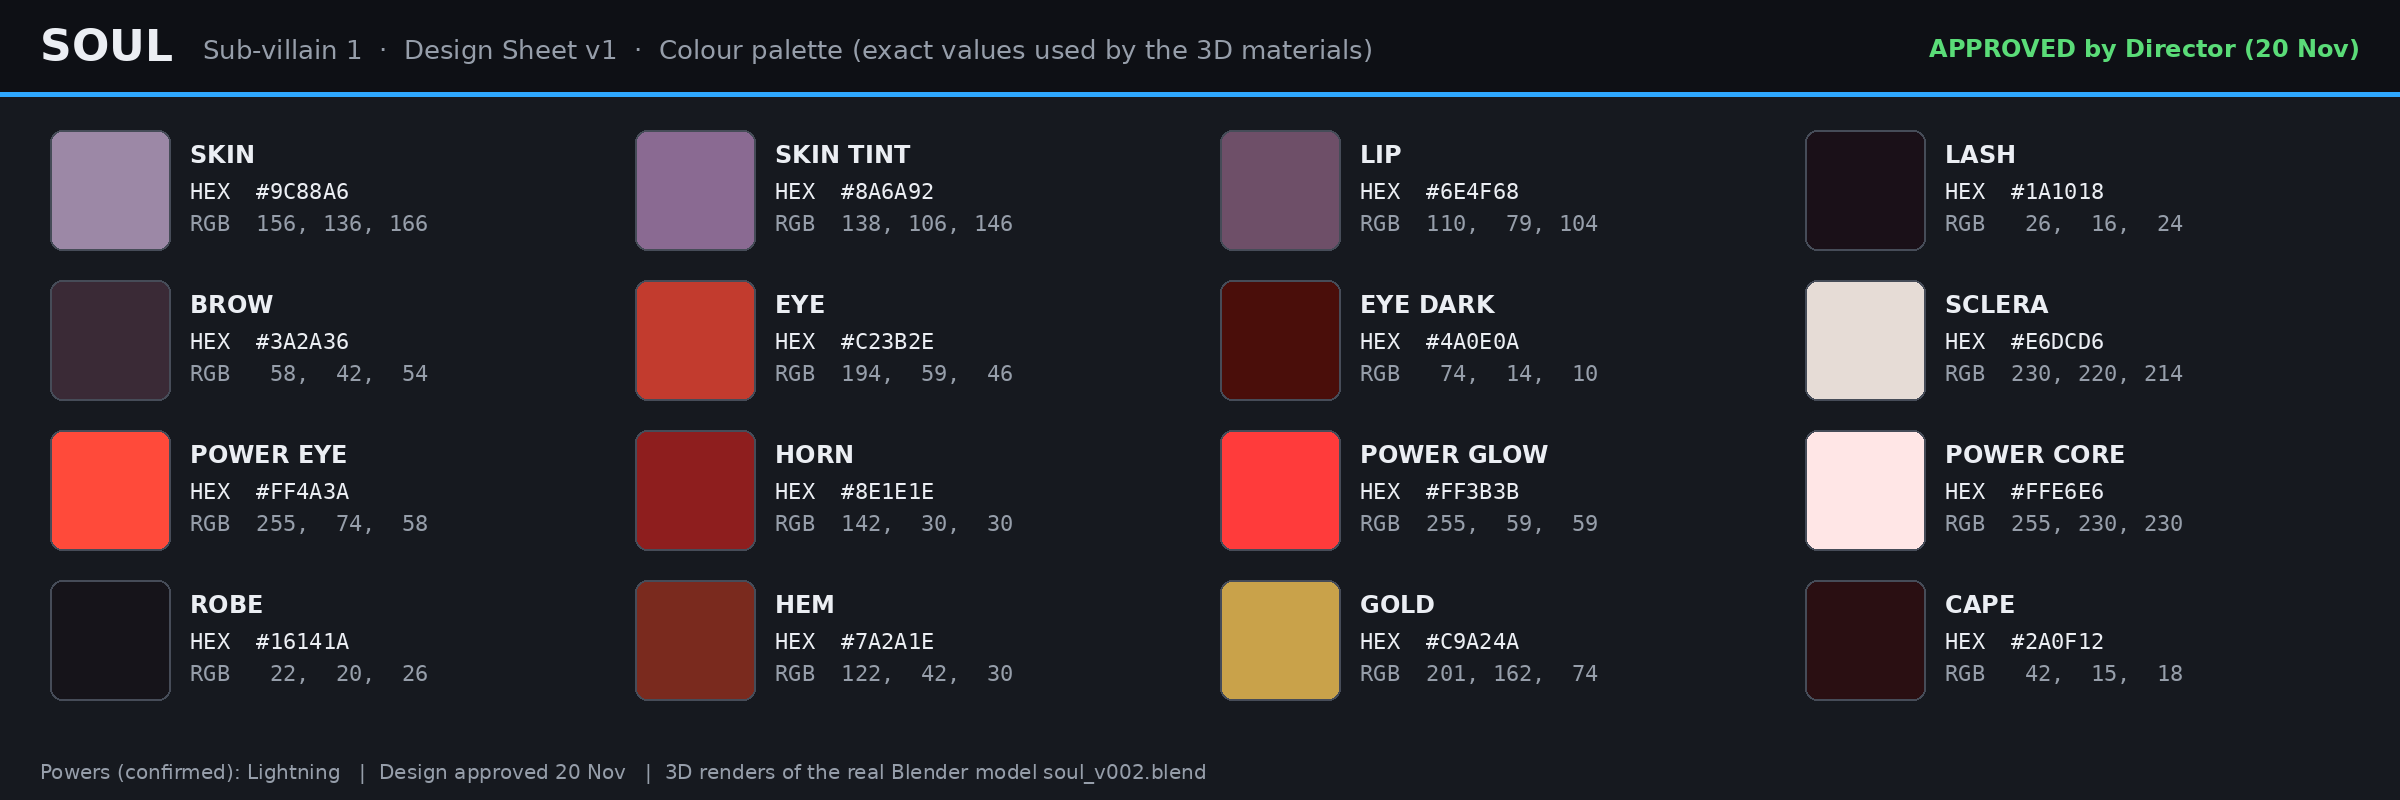 SOUL Sub-villain 1 · Design Sheet v1 · Colour palette (exact values used by the 3D materials) APPROVED by Director (20 Nov)
SKIN
HEX #9C88A6
RGB 156, 136, 166
SKIN TINT
HEX #8A6A92
RGB 138, 106, 146
LIP
HEX #6E4F68
RGB 110, 79, 104
LASH
HEX #1A1018
RGB 26, 16, 24
BROW
HEX #3A2A36
RGB 58, 42, 54
EYE
HEX #C23B2E
RGB 194, 59, 46
EYE DARK
HEX #4A0E0A
RGB 74, 14, 10
SCLERA
HEX #E6DCD6
RGB 230, 220, 214
POWER EYE
HEX #FF4A3A
RGB 255, 74, 58
HORN
HEX #8E1E1E
RGB 142, 30, 30
POWER GLOW
HEX #FF3B3B
RGB 255, 59, 59
POWER CORE
HEX #FFE6E6
RGB 255, 230, 230
ROBE
HEX #16141A
RGB 22, 20, 26
HEM
HEX #7A2A1E
RGB 122, 42, 30
GOLD
HEX #C9A24A
RGB 201, 162, 74
CAPE
HEX #2A0F12
RGB 42, 15, 18
Powers (confirmed): Lightning | Design approved 20 Nov | 3D renders of the real Blender model soul_v002.blend